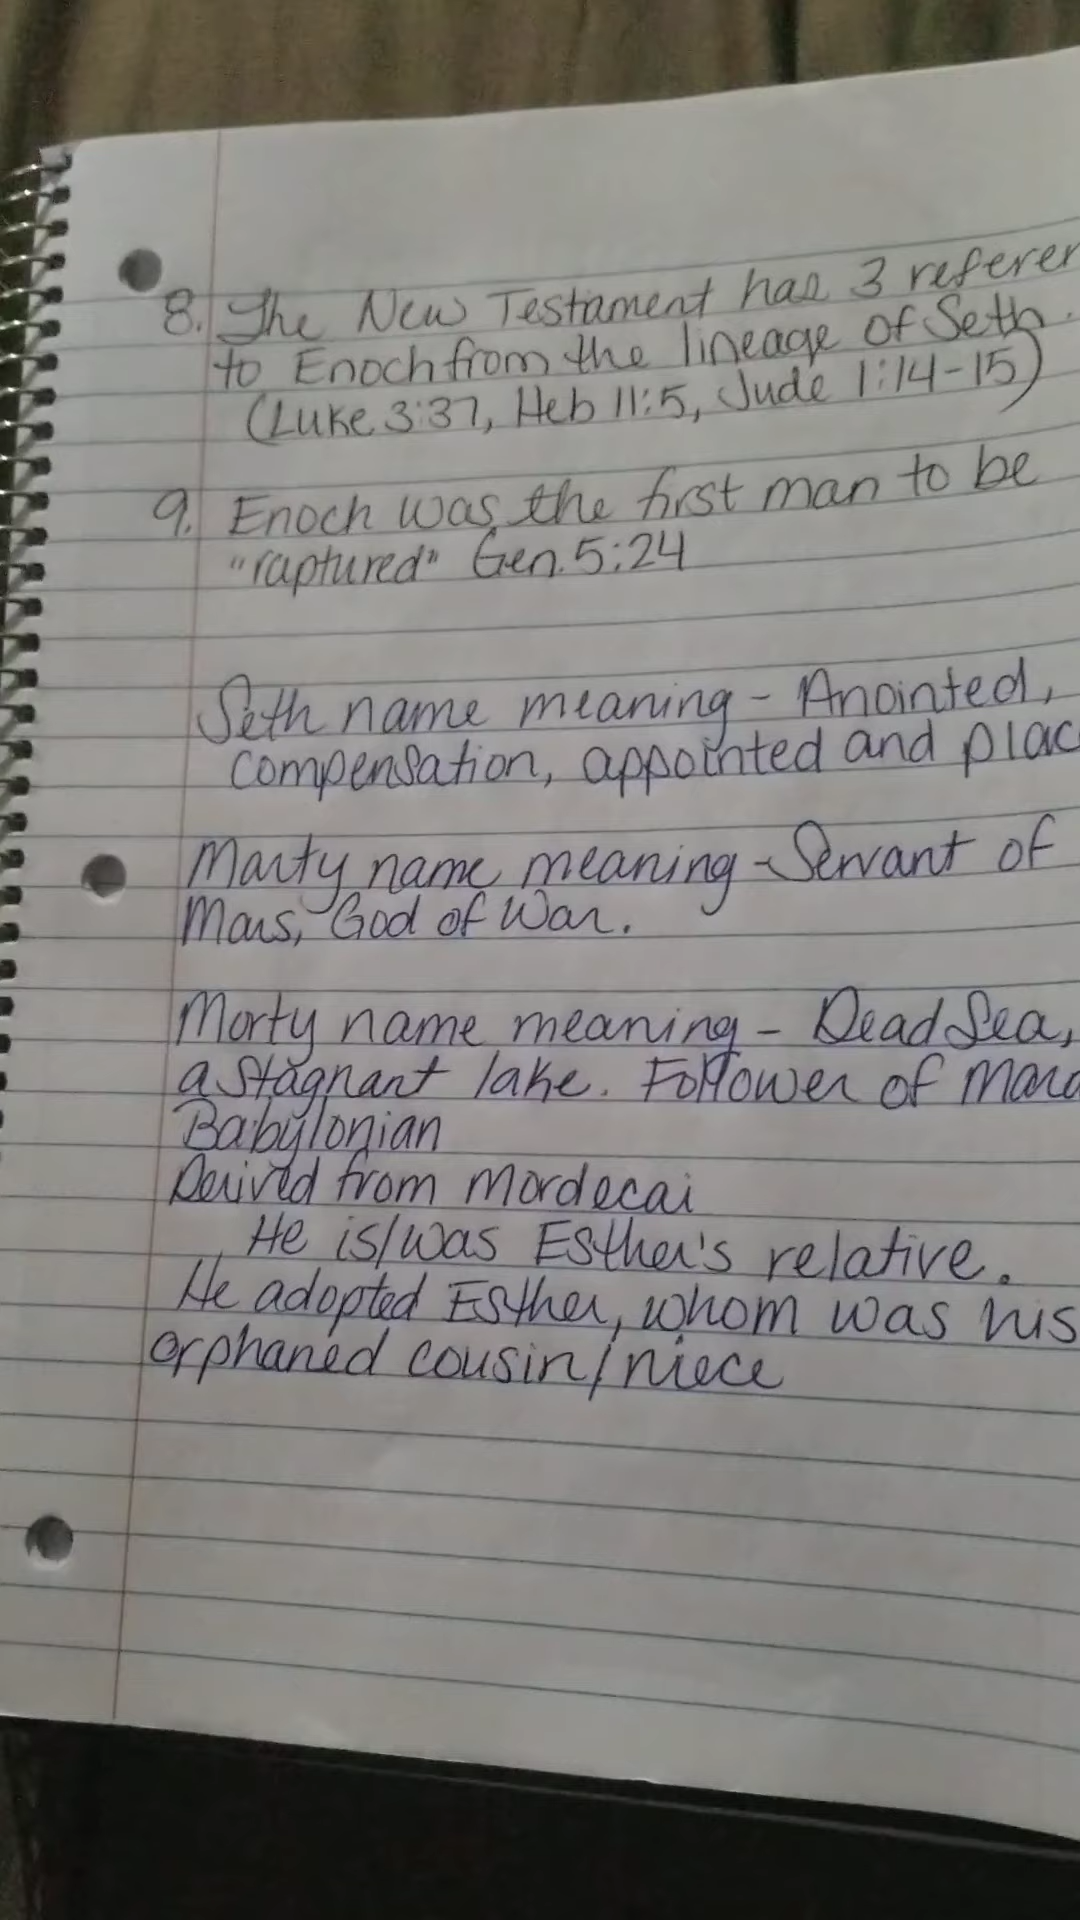 8. The New Testament has 3 referen
to Enoch from the lineage of Seth.
(Luke 3:37, Heb 11:5, Jude 1:14-15)
9. Enoch was the first man to be
"raptured" Gen. 5:24
Seth name meaning - Anointed,
compensation, appointed and plac
Marty name meaning - Servant of
Mars, God of War.
Morty name meaning - Dead Sea,
a stagnant lake. Follower of Mard
Babylonian
Derived from Mordecai
He is/was Esther's relative.
He adopted Esther, whom was his
orphaned cousin/niece